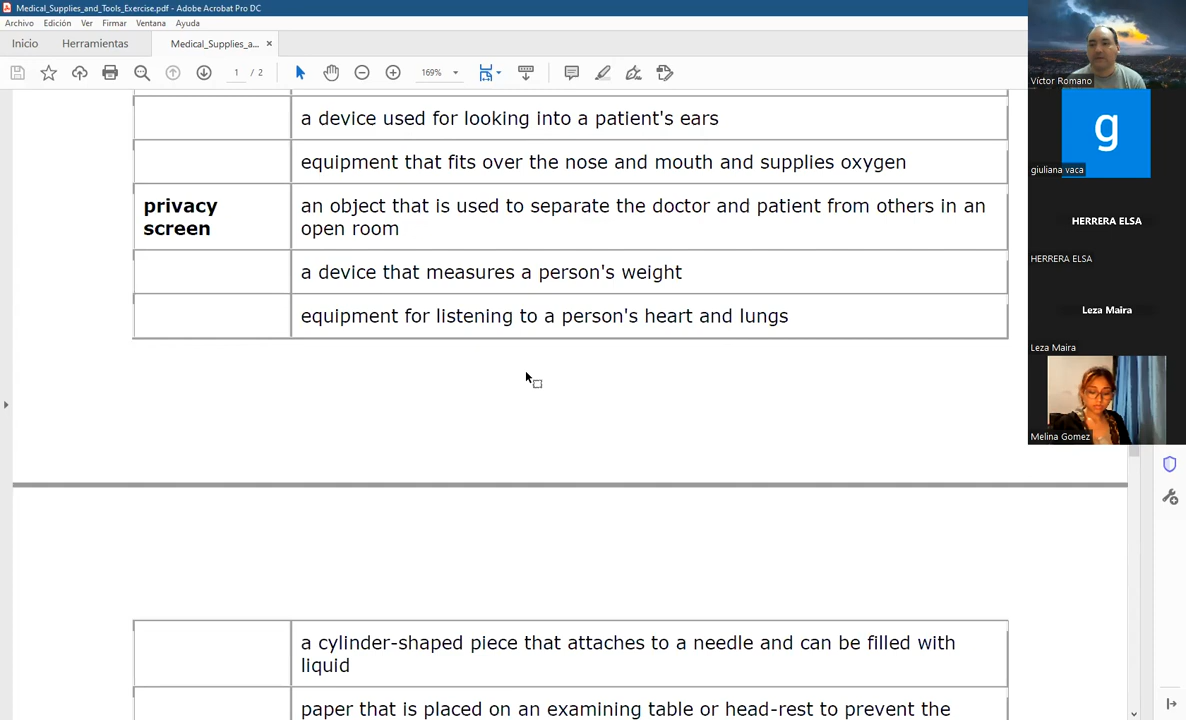 Medical_Supplies_and_Tools_Exercise.pdf - Adobe Acrobat Pro DC
Archivo Edición Ver Firmar Ventana Ayuda
Inicio Herramientas Medical_Supplies_a... ×
1 / 2 169%
a device used for looking into a patient's ears
equipment that fits over the nose and mouth and supplies oxygen
privacy
screen
an object that is used to separate the doctor and patient from others in an
open room
a device that measures a person's weight
equipment for listening to a person's heart and lungs
a cylinder-shaped piece that attaches to a needle and can be filled with
liquid
paper that is placed on an examining table or head-rest to prevent the
Víctor Romano
g
giuliana vaca
HERRERA ELSA
HERRERA ELSA
Leza Maira
Leza Maira
Melina Gomez